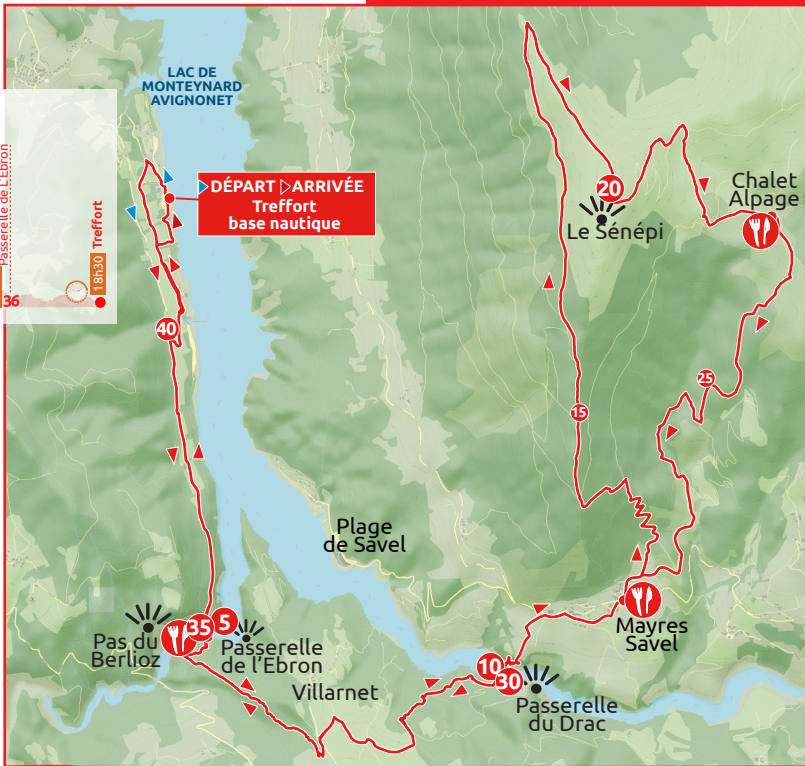 LAC DE
MONTEYNARD
AVIGNONET
DÉPART ARRIVÉE
Treffort
base nautique
Passerelle de l'Ebron
18h30 Treffort
36
40
20
Le Sénépi
Chalet
Alpage
15
25
Plage
de Savel
Mayres
Savel
Pas du
Berlioz
35
5
Passerelle
de l'Ebron
Villarnet
10
30
Passerelle
du Drac